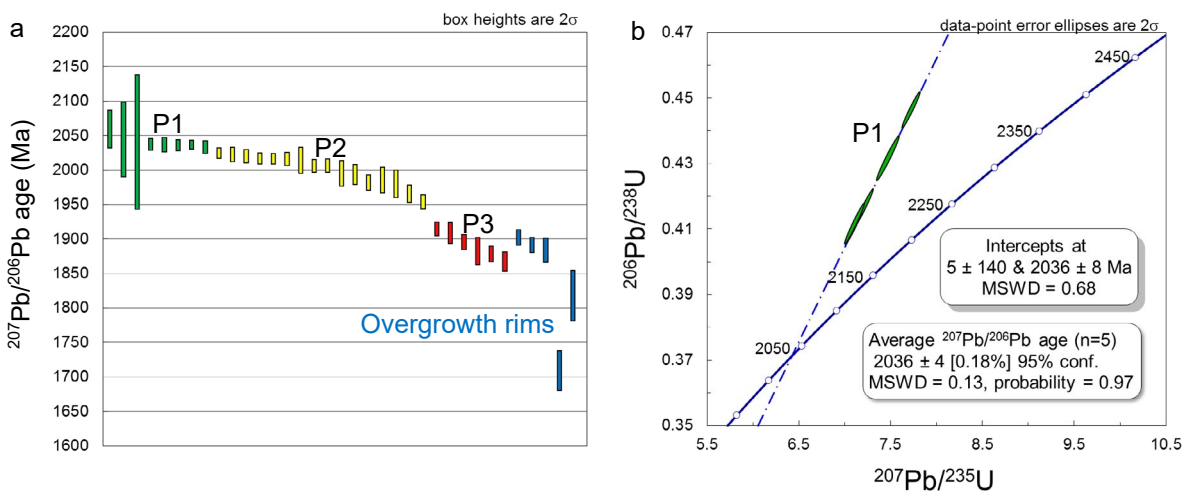 a
box heights are 2σ
2200
2150
2100
2050
2000
1950
1900
1850
1800
1750
1700
1650
1600
207Pb/206Pb age (Ma)
P1
P2
P3
Overgrowth rims
b
data-point error ellipses are 2σ
0.47
0.45
0.43
0.41
0.39
0.37
0.35
206Pb/238U
P1
2450
2350
2250
2150
2050
Intercepts at
5 ± 140 & 2036 ± 8 Ma
MSWD = 0.68
Average 207Pb/206Pb age (n=5)
2036 ± 4 [0.18%] 95% conf.
MSWD = 0.13, probability = 0.97
5.5
6.5
7.5
8.5
9.5
10.5
207Pb/235U